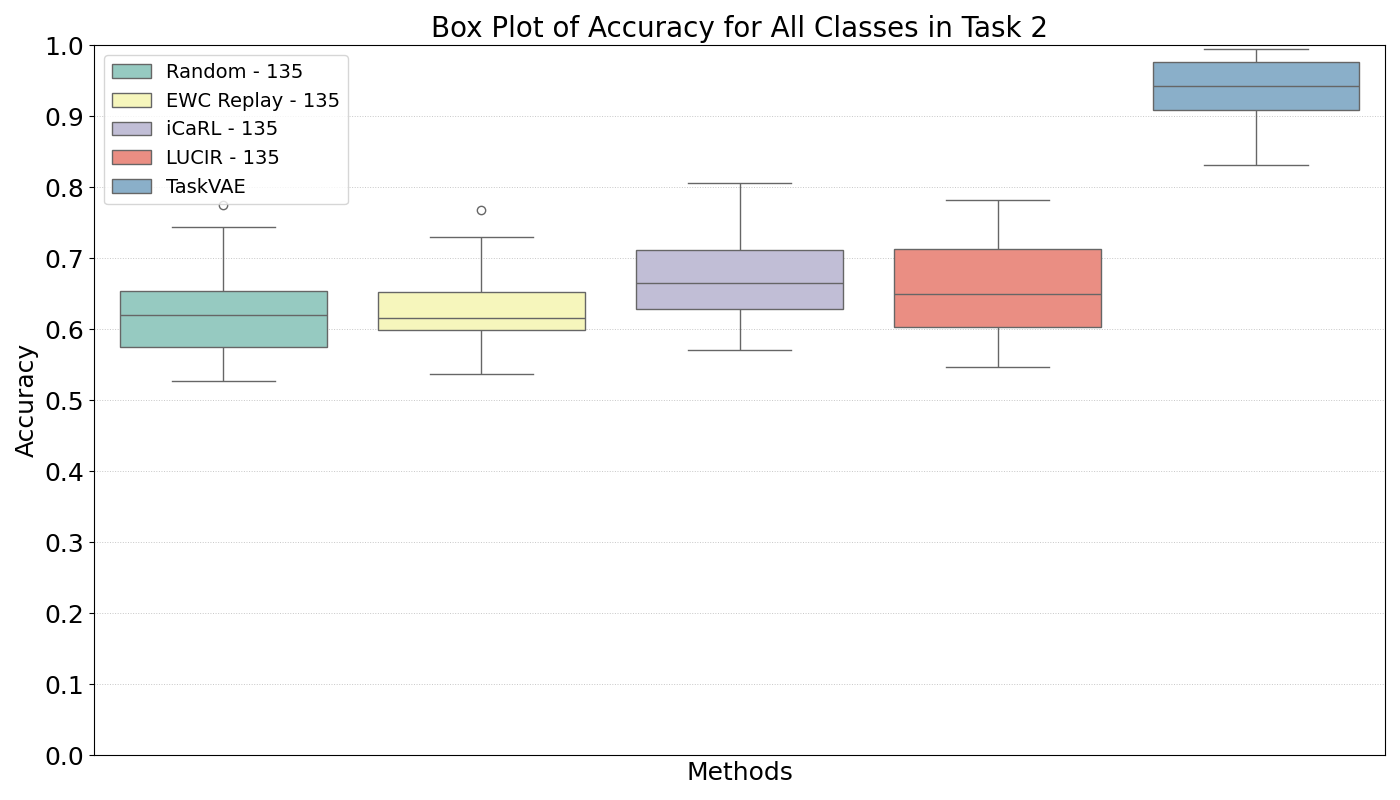 Box Plot of Accuracy for All Classes in Task 2
1.0
0.9
0.8
0.7
0.6
0.5
0.4
0.3
0.2
0.1
0.0
Accuracy
Random - 135
EWC Replay - 135
iCaRL - 135
LUCIR - 135
TaskVAE
Methods